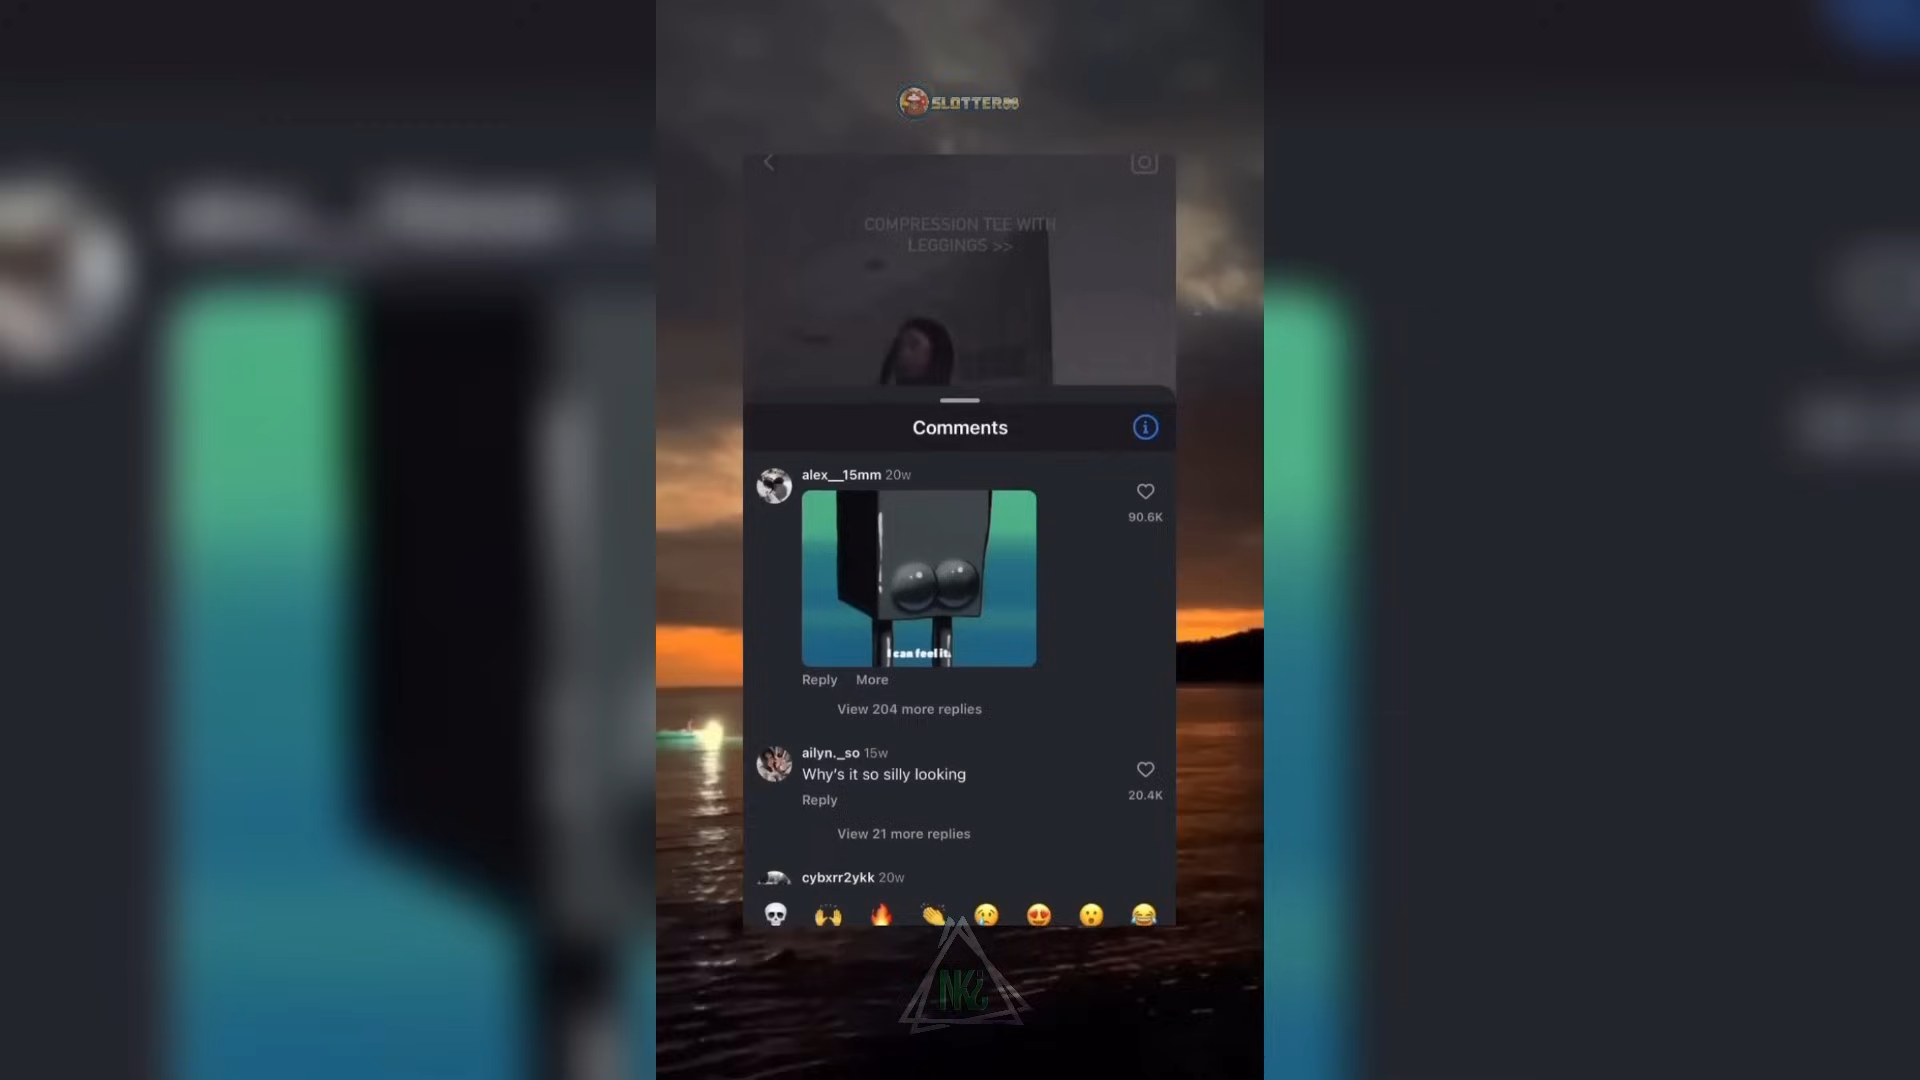 SLOTTER88
COMPRESSION TEE WITH
LEGGINGS >>
Comments
alex__15mm 20w
90.6K
I can feel it.
Reply More
View 204 more replies
ailyn._so 15w
Why's it so silly looking
20.4K
Reply
View 21 more replies
cybxrr2ykk 20w